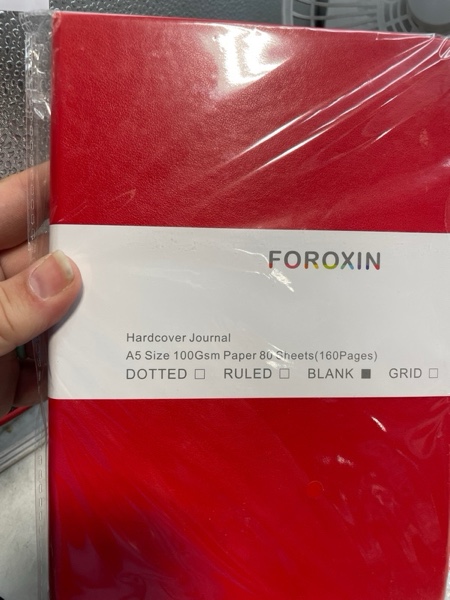 FOROXIN
Hardcover Journal
A5 Size 100Gsm Paper 80 Sheets(160Pages)
DOTTED ☐ RULED ☐ BLANK ■ GRID ☐